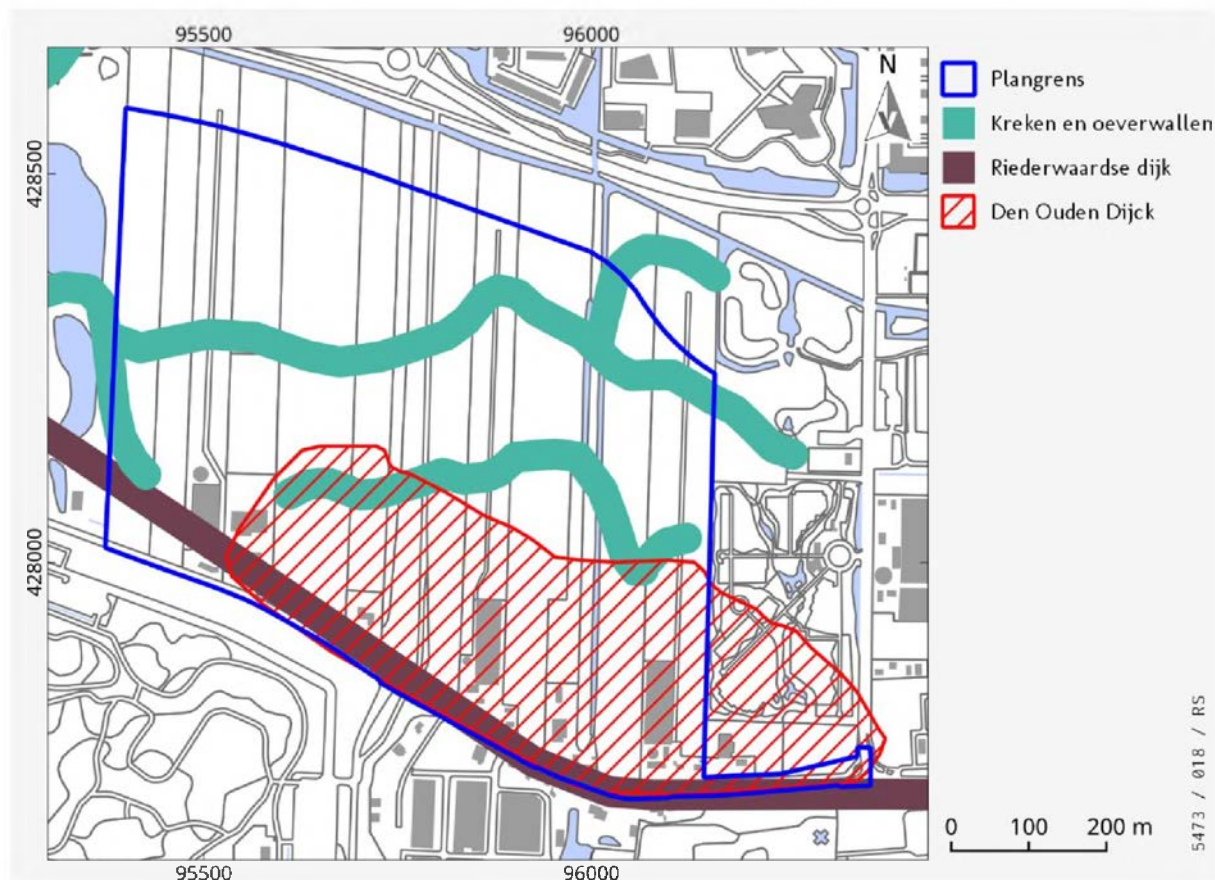 95500 96000
N
Plangrens
Kreken en oeverwallen
Riederwaardse dijk
Den Ouden Dijck
428500
428000
0 100 200 m
5473 / 018 / RS
95500 96000